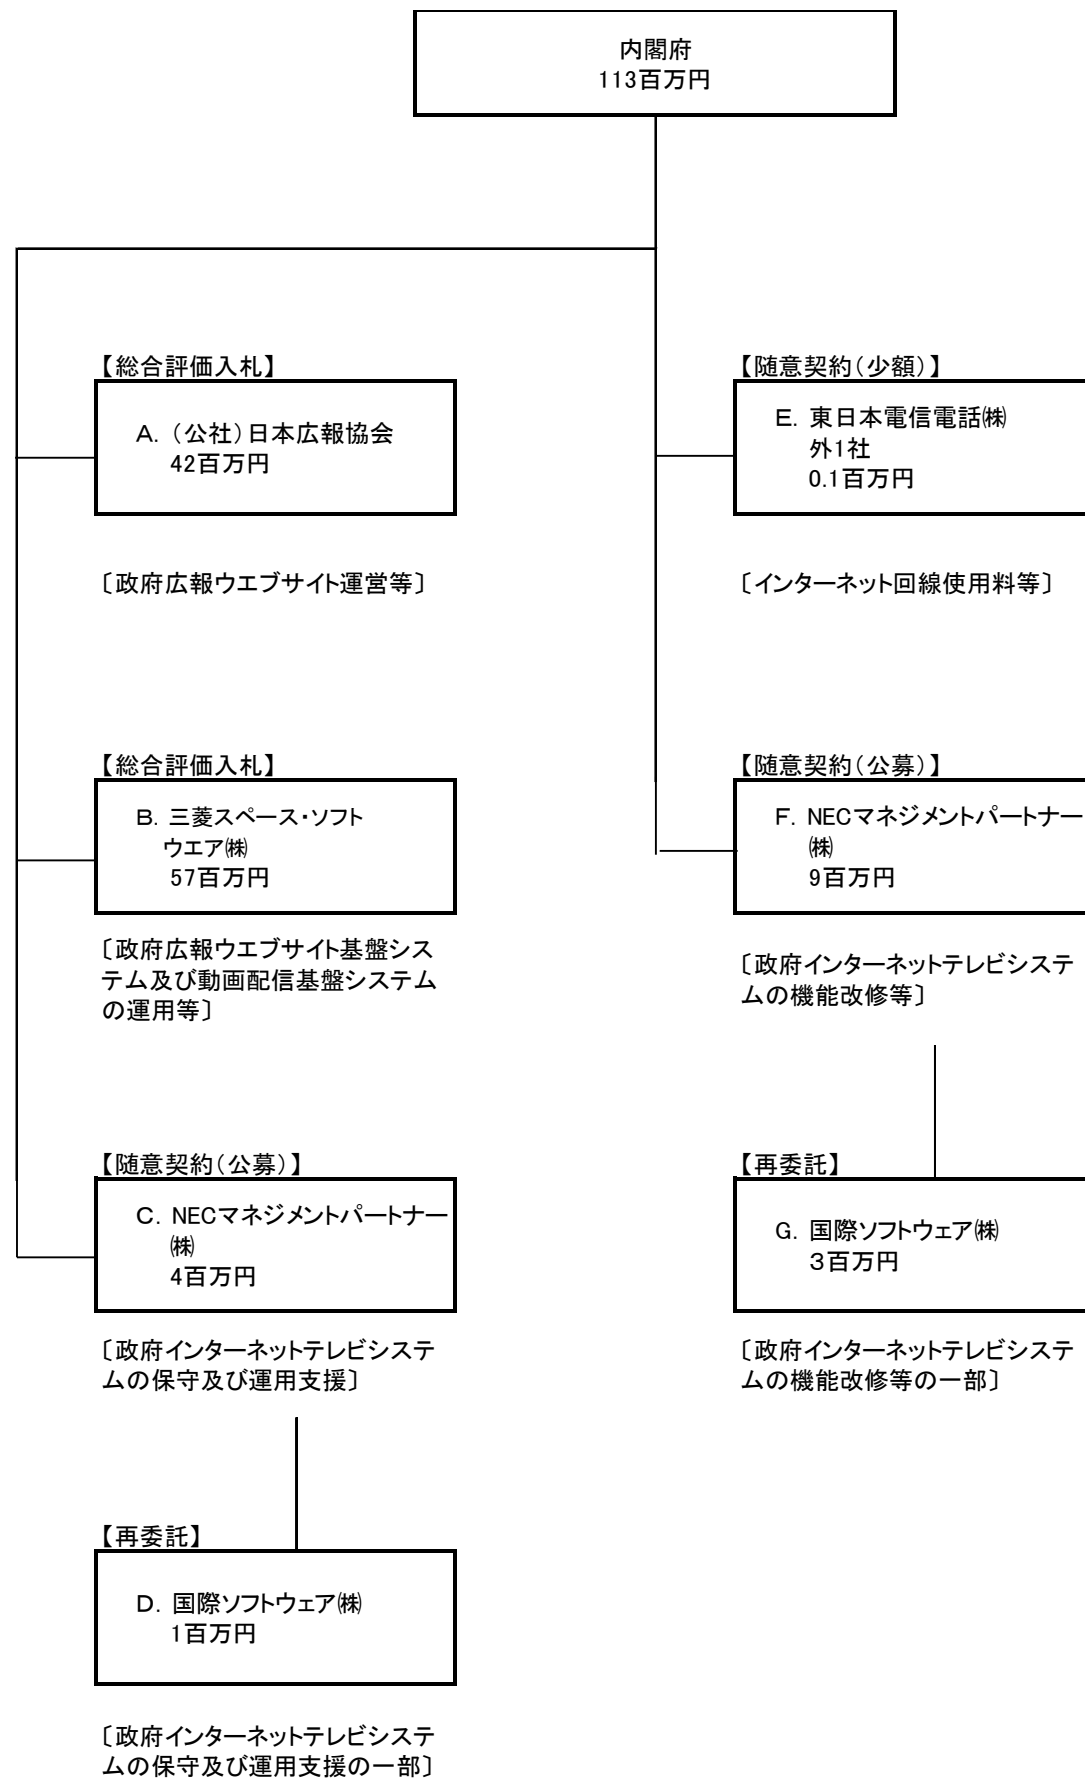 内閣府
113百万円
【総合評価入札】
A. （公社）日本広報協会
42百万円
〔政府広報ウエブサイト運営等〕
【総合評価入札】
B. 三菱スペース・ソフト
ウエア㈱
57百万円
〔政府広報ウエブサイト基盤シス
テム及び動画配信基盤システム
の運用等〕
【随意契約（公募）】
C. NECマネジメントパートナー
㈱
4百万円
〔政府インターネットテレビシステ
ムの保守及び運用支援〕
【再委託】
D. 国際ソフトウェア㈱
1百万円
〔政府インターネットテレビシステ
ムの保守及び運用支援の一部〕
【随意契約（少額）】
E. 東日本電信電話㈱
外1社
0.1百万円
〔インターネット回線使用料等〕
【随意契約（公募）】
F. NECマネジメントパートナー
㈱
9百万円
〔政府インターネットテレビシステ
ムの機能改修等〕
【再委託】
G. 国際ソフトウェア㈱
３百万円
〔政府インターネットテレビシステ
ムの機能改修等の一部〕